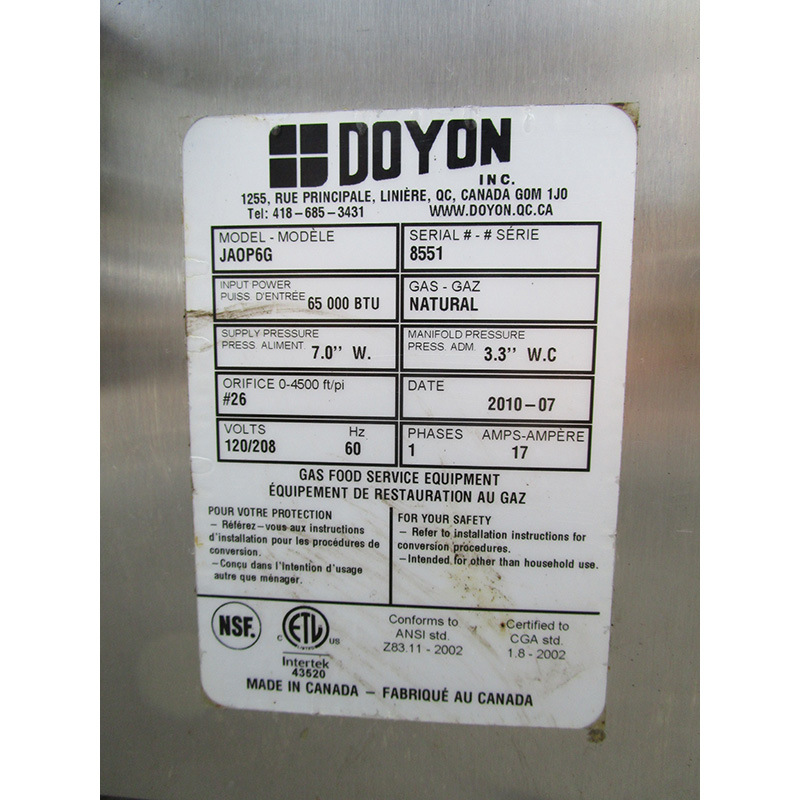 DOYON
INC.
1255, RUE PRINCIPALE, LINIÈRE, QC, CANADA G0M 1J0
Tel: 418-685-3431 WWW.DOYON.QC.CA
MODEL - MODÈLE
JAOP6G
SERIAL # - # SÉRIE
8551
INPUT POWER
PUISS. D'ENTRÉE 65 000 BTU
GAS - GAZ
NATURAL
SUPPLY PRESSURE
PRESS. ALIMENT. 7.0'' W.
MANIFOLD PRESSURE
PRESS. ADM. 3.3'' W.C
ORIFICE 0-4500 ft/pi
#26
DATE
2010-07
VOLTS Hz
120/208 60
PHASES AMPS-AMPÈRE
1 17
GAS FOOD SERVICE EQUIPMENT
ÉQUIPEMENT DE RESTAURATION AU GAZ
POUR VOTRE PROTECTION
- Référez-vous aux instructions
d'installation pour les procédures de
conversion.
- Conçu dans l'Intention d'usage
autre que ménager.
FOR YOUR SAFETY
- Refer to installation instructions for
conversion procedures.
- Intended for other than household use.
NSF.
C ETL US
Intertek
43520
Conforms to
ANSI std.
Z83.11 - 2002
Certified to
CGA std.
1.8 - 2002
MADE IN CANADA - FABRIQUÉ AU CANADA